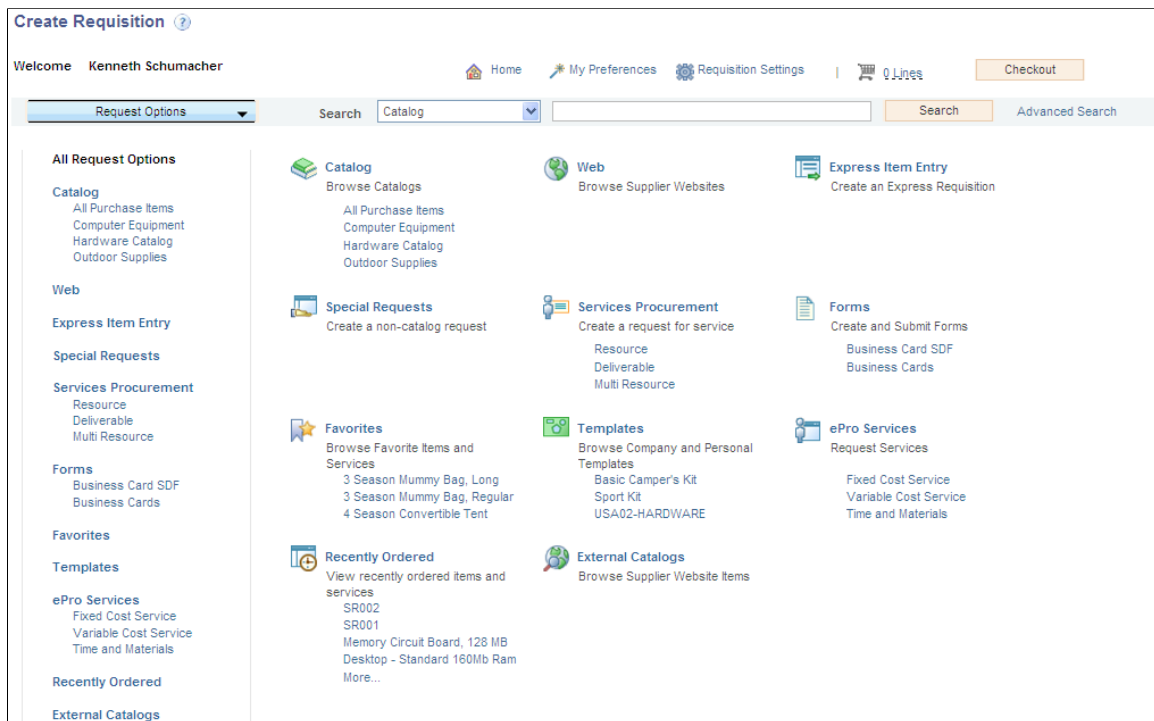 Create Requisition ?
Welcome Kenneth Schumacher
Home
My Preferences
Requisition Settings
|
0 Lines
Checkout
Request Options
Search
Catalog
Search
Advanced Search
All Request Options
Catalog
All Purchase Items
Computer Equipment
Hardware Catalog
Outdoor Supplies
Web
Express Item Entry
Special Requests
Services Procurement
Resource
Deliverable
Multi Resource
Forms
Business Card SDF
Business Cards
Favorites
Templates
ePro Services
Fixed Cost Service
Variable Cost Service
Time and Materials
Recently Ordered
External Catalogs
Catalog
Browse Catalogs
All Purchase Items
Computer Equipment
Hardware Catalog
Outdoor Supplies
Web
Browse Supplier Websites
Express Item Entry
Create an Express Requisition
Special Requests
Create a non-catalog request
Services Procurement
Create a request for service
Resource
Deliverable
Multi Resource
Forms
Create and Submit Forms
Business Card SDF
Business Cards
Favorites
Browse Favorite Items and
Services
3 Season Mummy Bag, Long
3 Season Mummy Bag, Regular
4 Season Convertible Tent
Templates
Browse Company and Personal
Templates
Basic Camper's Kit
Sport Kit
USA02-HARDWARE
ePro Services
Request Services
Fixed Cost Service
Variable Cost Service
Time and Materials
Recently Ordered
View recently ordered items and
services
SR002
SR001
Memory Circuit Board, 128 MB
Desktop - Standard 160Mb Ram
More...
External Catalogs
Browse Supplier Website Items